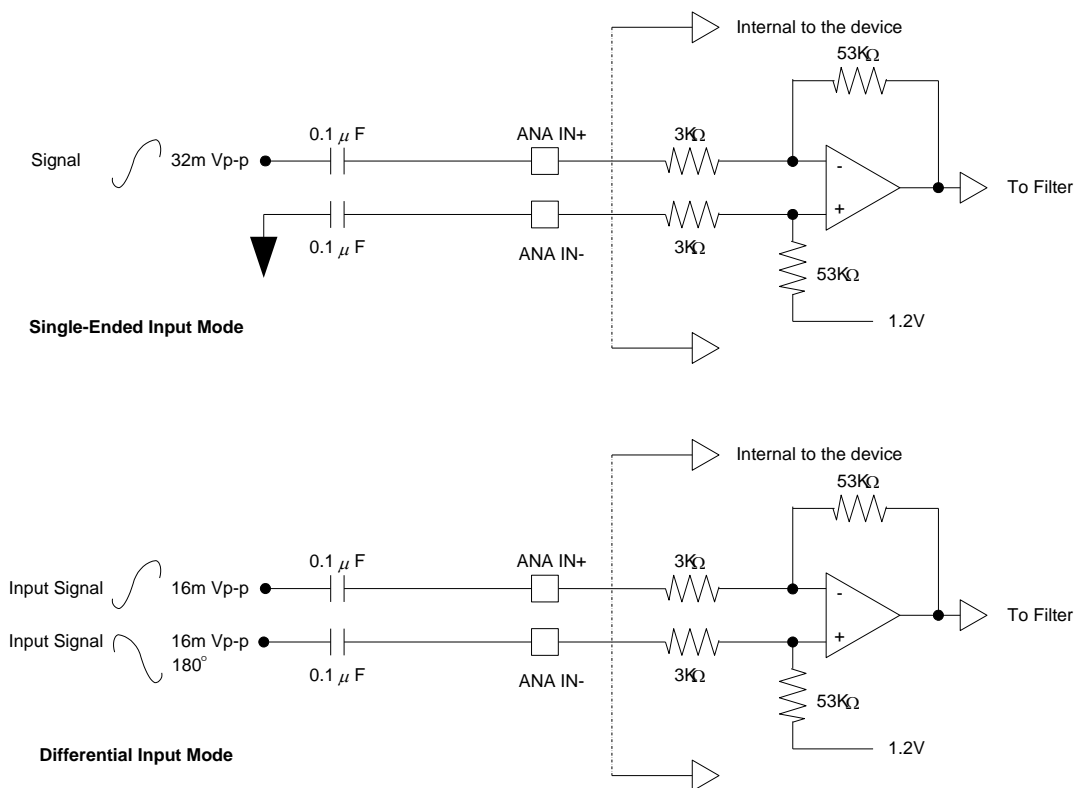 Internal to the device
53KΩ
0.1 μ F
ANA IN+
3KΩ
Signal
32m Vp-p
-
To Filter
+
0.1 μ F
ANA IN-
3KΩ
53KΩ
1.2V
Single-Ended Input Mode
Internal to the device
53KΩ
0.1 μ F
ANA IN+
3KΩ
Input Signal
16m Vp-p
-
To Filter
Input Signal
16m Vp-p
180°
+
0.1 μ F
ANA IN-
3KΩ
53KΩ
1.2V
Differential Input Mode